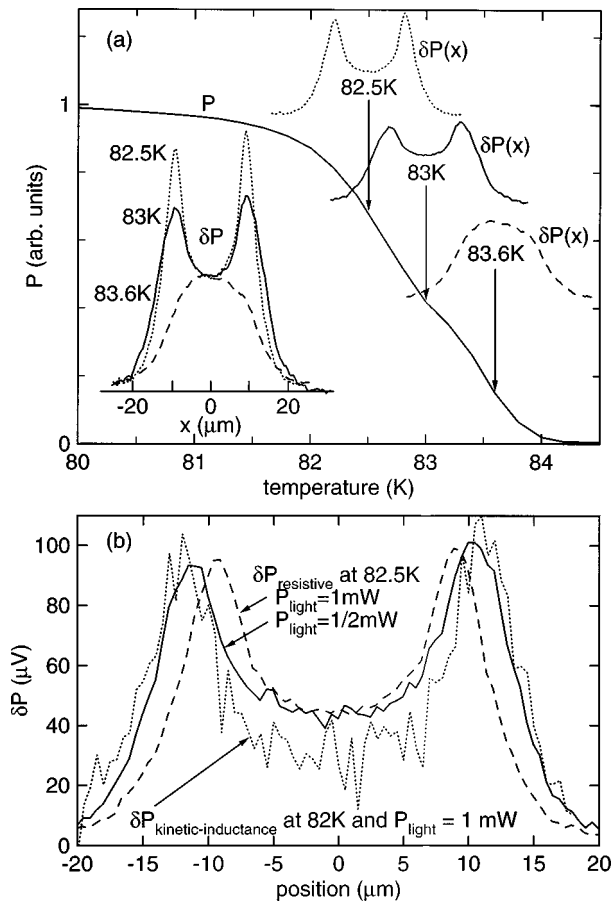 (a)
δP(x)
82.5K
P
1
δP(x)
83K
82.5K
83K
δP
δP(x)
83.6K
83.6K
P (arb. units)
-20 0 20
x (μm)
0
80 81 82 83 84
temperature (K)
(b)
100
80
60
40
20
0
δP (μV)
δPresistive at 82.5K
Plight=1mW
Plight=1/2mW
δPkinetic-inductance at 82K and Plight = 1 mW
-20 -15 -10 -5 0 5 10 15 20
position (μm)